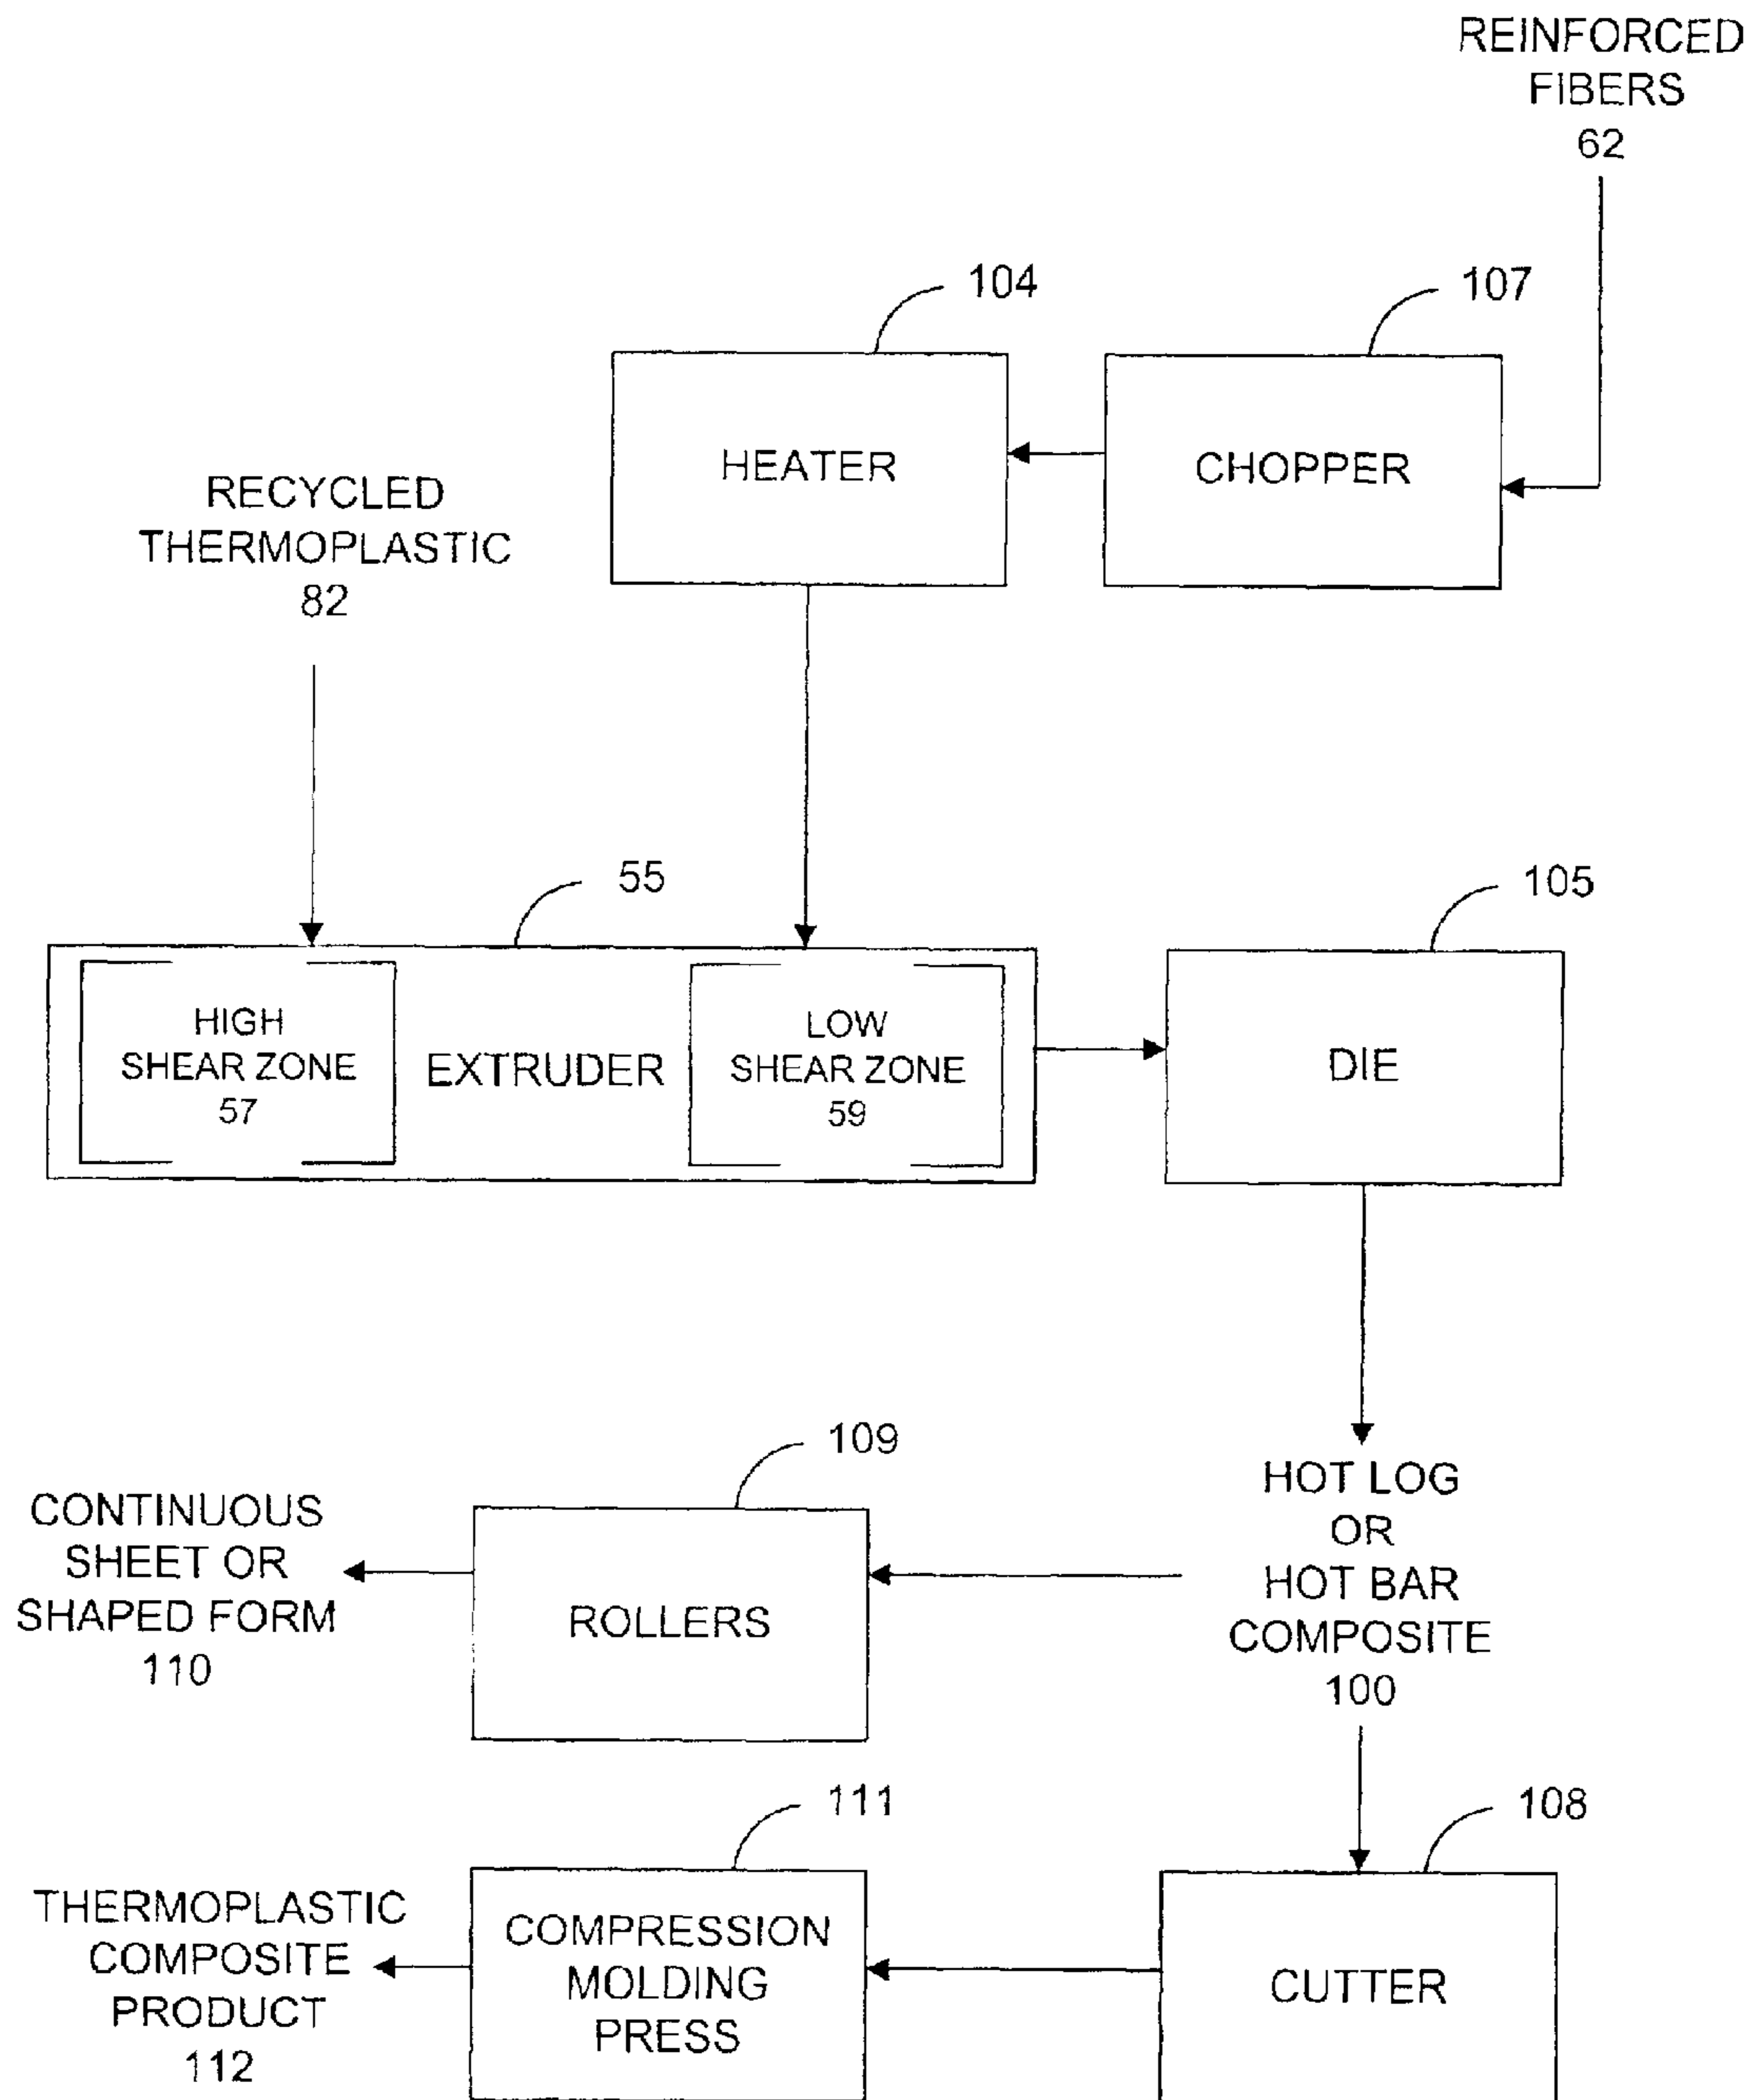 REINFORCED
FIBERS
62
104
107
HEATER
CHOPPER
RECYCLED
THERMOPLASTIC
82
55
105
HIGH
SHEAR ZONE
57
EXTRUDER
LOW
SHEAR ZONE
59
DIE
109
HOT LOG
OR
HOT BAR
COMPOSITE
100
CONTINUOUS
SHEET OR
SHAPED FORM
110
ROLLERS
111
108
THERMOPLASTIC
COMPOSITE
PRODUCT
112
COMPRESSION
MOLDING
PRESS
CUTTER